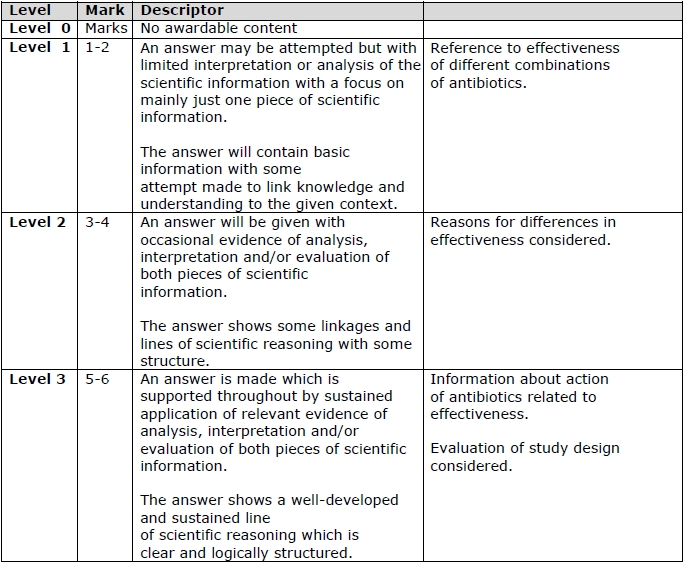 Level Mark Descriptor
Level 0 Marks No awardable content
Level 1 1-2 An answer may be attempted but with
limited interpretation or analysis of the
scientific information with a focus on
mainly just one piece of scientific
information.
The answer will contain basic
information with some
attempt made to link knowledge and
understanding to the given context.
Reference to effectiveness
of different combinations
of antibiotics.
Level 2 3-4 An answer will be given with
occasional evidence of analysis,
interpretation and/or evaluation of
both pieces of scientific
information.
The answer shows some linkages and
lines of scientific reasoning with some
structure.
Reasons for differences in
effectiveness considered.
Level 3 5-6 An answer is made which is
supported throughout by sustained
application of relevant evidence of
analysis, interpretation and/or
evaluation of both pieces of scientific
information.
The answer shows a well-developed
and sustained line
of scientific reasoning which is
clear and logically structured.
Information about action
of antibiotics related to
effectiveness.
Evaluation of study design
considered.